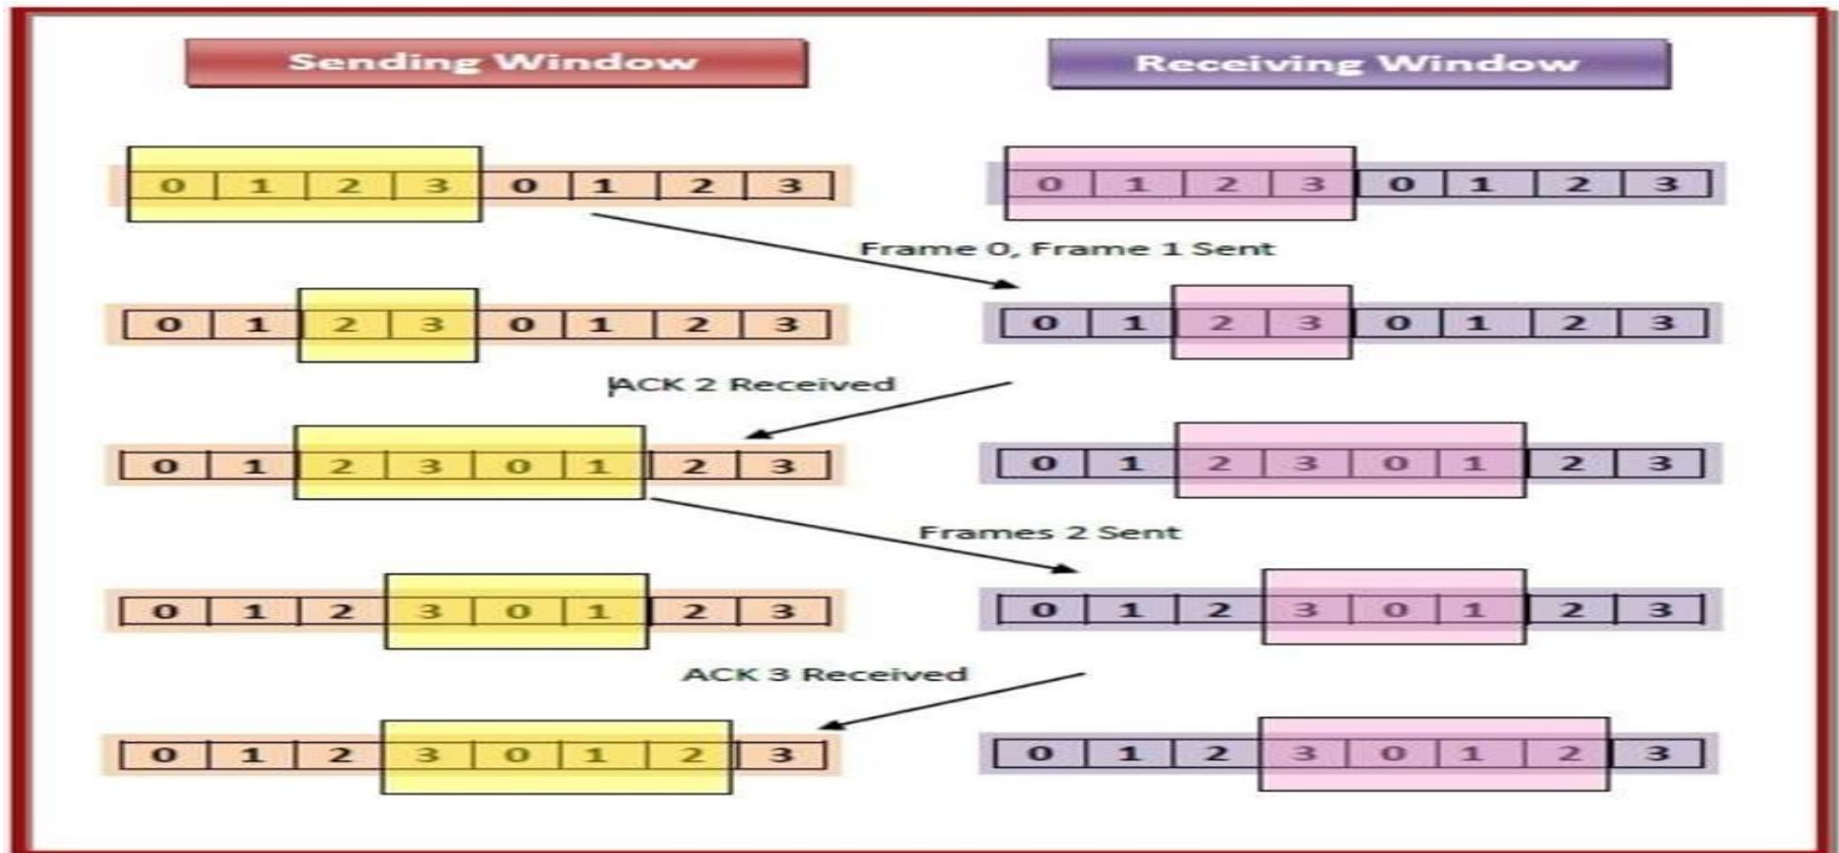 Sending Window
Receiving Window
0 1 2 3 0 1 2 3
0 1 2 3 0 1 2 3
Frame 0, Frame 1 Sent
0 1 2 3 0 1 2 3
0 1 2 3 0 1 2 3
ACK 2 Received
0 1 2 3 0 1 2 3
0 1 2 3 0 1 2 3
Frames 2 Sent
0 1 2 3 0 1 2 3
0 1 2 3 0 1 2 3
ACK 3 Received
0 1 2 3 0 1 2 3
0 1 2 3 0 1 2 3